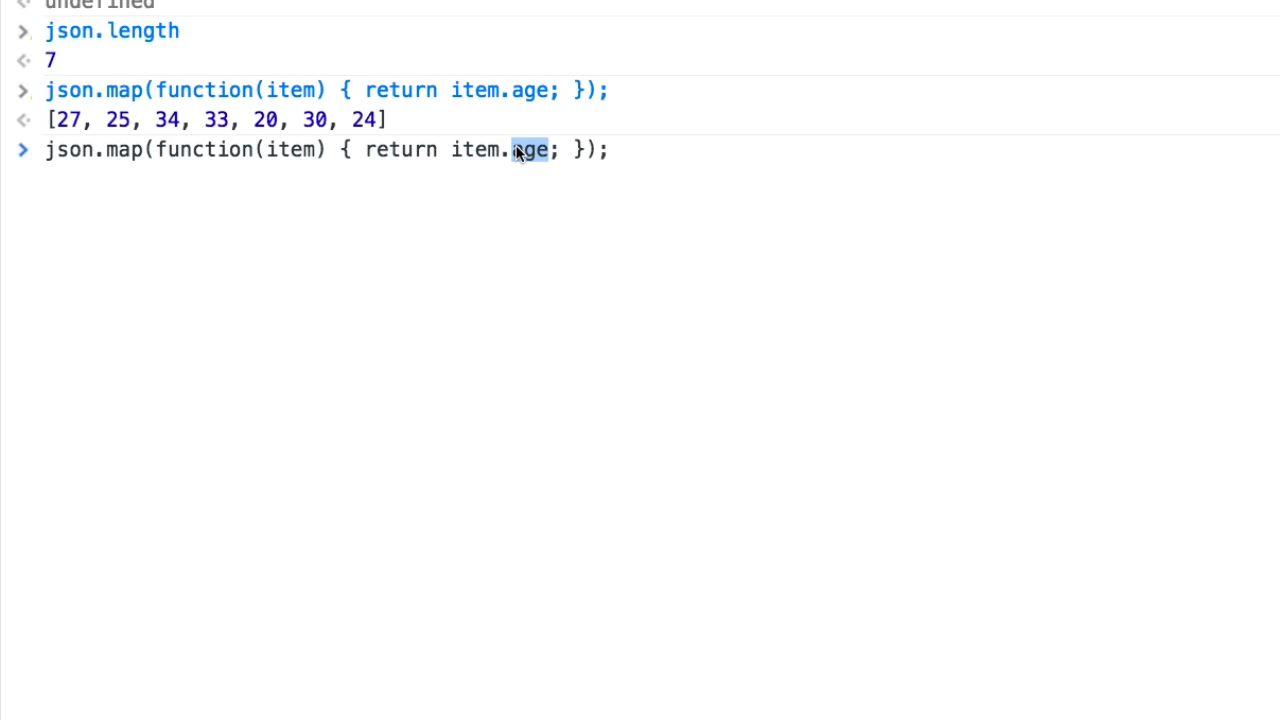 undefined
json.length
7
json.map(function(item) { return item.age; });
[27, 25, 34, 33, 20, 30, 24]
json.map(function(item) { return item.age; });